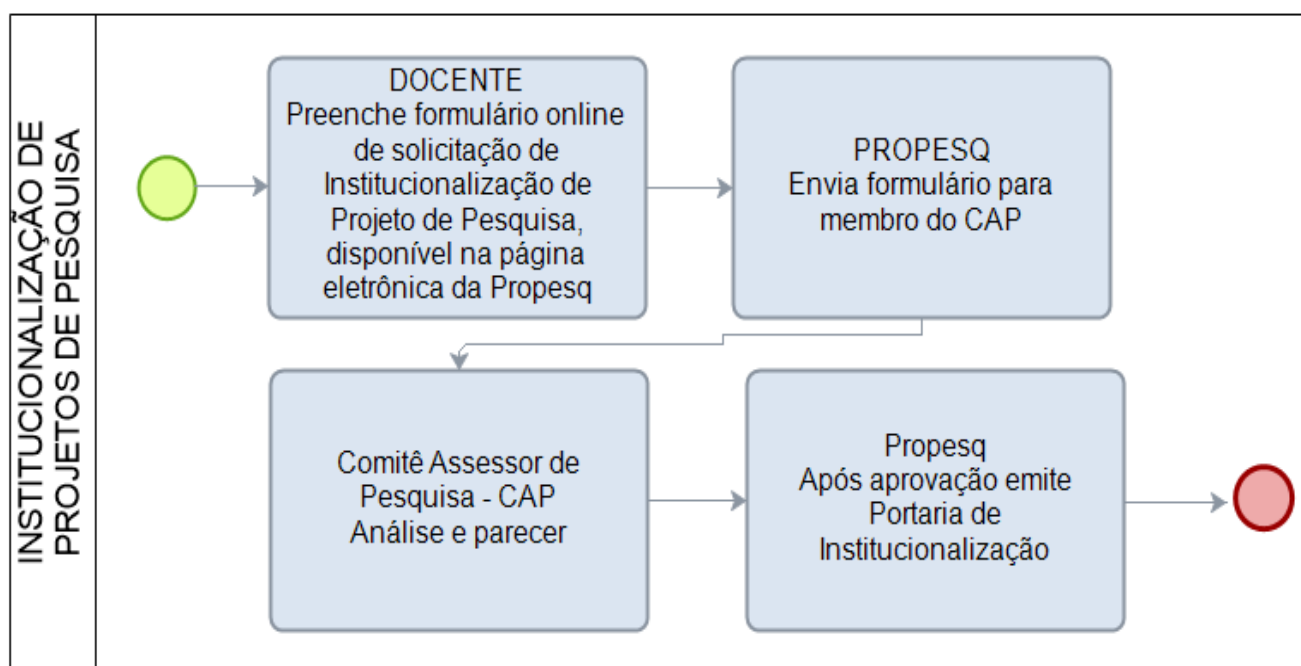 INSTITUCIONALIZAÇÃO DE
PROJETOS DE PESQUISA
DOCENTE
Preenche formulário online
de solicitação de
Institucionalização de
Projeto de Pesquisa,
disponível na página
eletrônica da Propesq
PROPESQ
Envia formulário para
membro do CAP
Comitê Assessor de
Pesquisa - CAP
Análise e parecer
Propesq
Após aprovação emite
Portaria de
Institucionalização